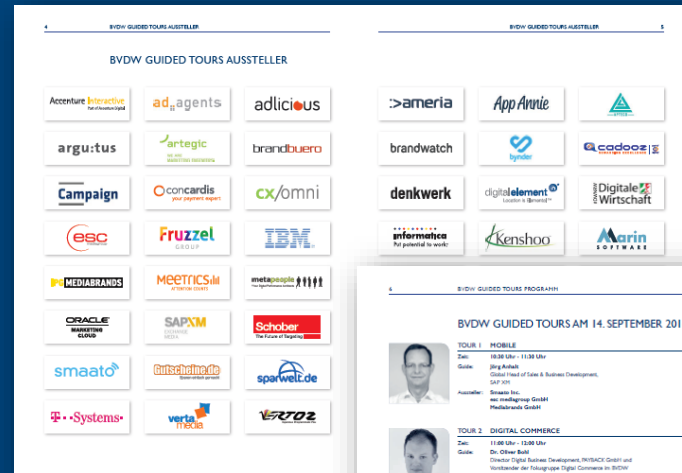 4 BVDW GUIDED TOURS AUSSTELLER
BVDW GUIDED TOURS AUSSTELLER
Accenture Interactive
Part of Accenture Digital
ad agents
adlicious
argu:tus
artegic
brandbuero
Campaign
concardis
your payment expert
cx/omni
esc
Fruzzel
GROUP
IBM
MEDIABRANDS
MEETRICS
ATTENTION COUNTS
metapeople
ORACLE
MARKETING
CLOUD
SAP XM
EXCHANGE
MEDIA
Schober
The Future of Targeting
smaato
Gutscheine.de
sparwelt.de
T··Systems·
verta
media
VERTOZ
BVDW GUIDED TOURS AUSSTELLER 5
:>ameria
App Annie
brandwatch
bynder
cadooz
denkwerk
digitalelement
Digitale
Wirtschaft
informatica
Put potential to work
Kenshoo
Marin
SOFTWARE
6 BVDW GUIDED TOURS PROGRAMM
BVDW GUIDED TOURS AM 14. SEPTEMBER 201
TOUR 1 MOBILE
Zeit: 10:30 Uhr - 11:30 Uhr
Guide: Jörg Anhalt
Global Head of Sales & Business Development,
SAP XM
Aussteller: Smaato Inc.
esc mediagroup GmbH
Mediabrands GmbH
TOUR 2 DIGITAL COMMERCE
Zeit: 11:00 Uhr - 12:00 Uhr
Guide: Dr. Oliver Bohl
Director Digital Business Development, PAYBACK GmbH und
Vorsitzender der Fokusgruppe Digital Commerce im BVDW